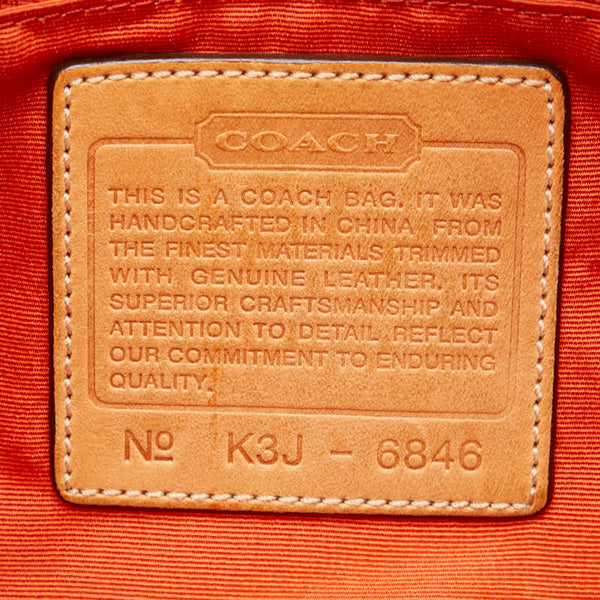 COACH
THIS IS A COACH BAG. IT WAS
HANDCRAFTED IN CHINA, FROM
THE FINEST MATERIALS TRIMMED
WITH GENUINE LEATHER. ITS
SUPERIOR CRAFTSMANSHIP AND
ATTENTION TO DETAIL REFLECT
OUR COMMITMENT TO ENDURING
QUALITY.
Nº K3J - 6846